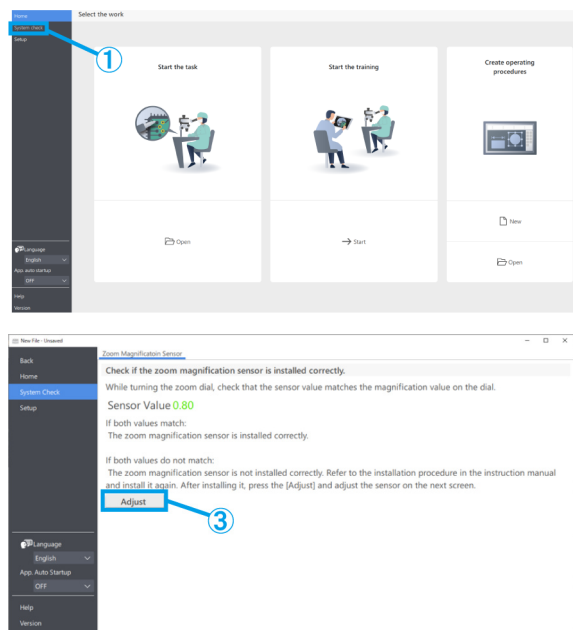 Home
Select the work
System check
Setup
①
Start the task
Start the training
Create operating
procedures
New
Open
Start
Open
Language
English
App. auto startup
OFF
Help
Version
New File - Unsaved
Back
Home
System Check
Setup
Zoom Magnificatoin Sensor
Check if the zoom magnification sensor is installed correctly.
While turning the zoom dial, check that the sensor value matches the magnification value on the dial.
Sensor Value 0.80
If both values match:
The zoom magnification sensor is installed correctly.
If both values do not match:
The zoom magnification sensor is not installed correctly. Refer to the installation procedure in the instruction manual
and install it again. After installing it, press the [Adjust] and adjust the sensor on the next screen.
Adjust
③
Language
English
App. Auto Startup
OFF
Help
Version